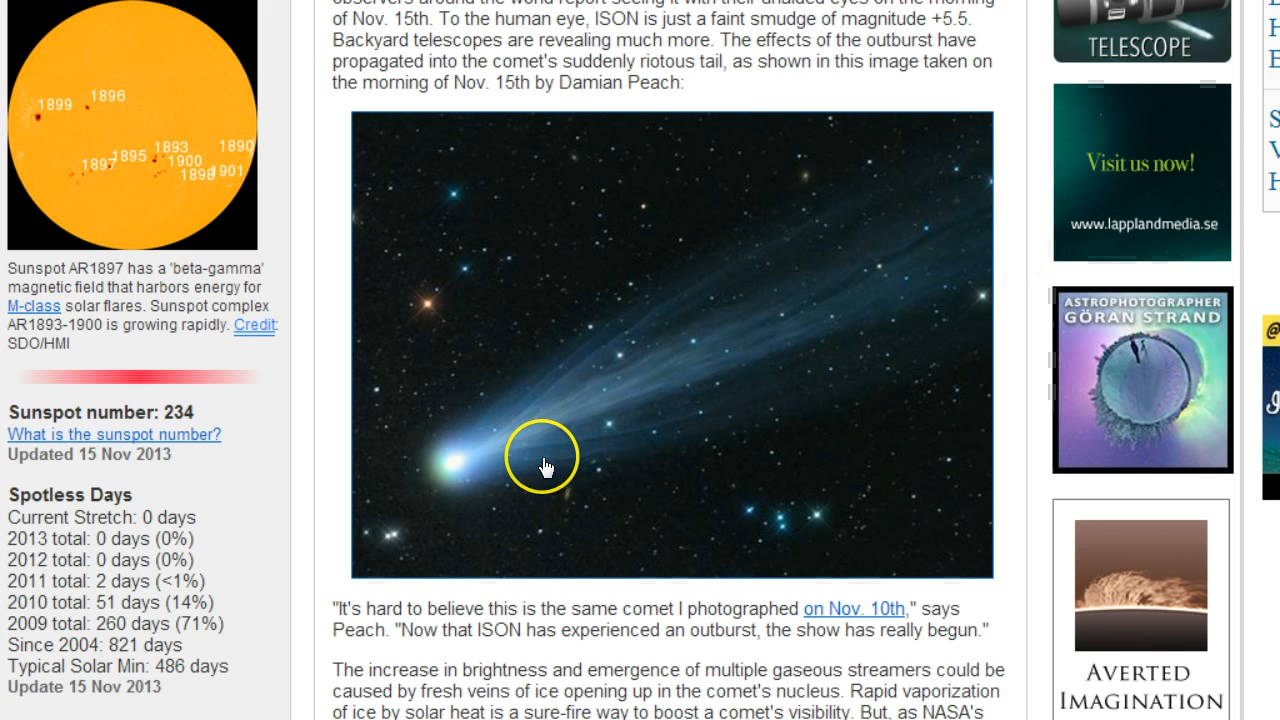 1899
1896
1890
1893
1895
1900
1897
1898
1901
Sunspot AR1897 has a 'beta-gamma'
magnetic field that harbors energy for
M-class solar flares. Sunspot complex
AR1893-1900 is growing rapidly. Credit:
SDO/HMI
Sunspot number: 234
What is the sunspot number?
Updated 15 Nov 2013
Spotless Days
Current Stretch: 0 days
2013 total: 0 days (0%)
2012 total: 0 days (0%)
2011 total: 2 days (<1%)
2010 total: 51 days (14%)
2009 total: 260 days (71%)
Since 2004: 821 days
Typical Solar Min: 486 days
Update 15 Nov 2013
observers around the world report seeing it with their unaided eyes on the morning
of Nov. 15th. To the human eye, ISON is just a faint smudge of magnitude +5.5.
Backyard telescopes are revealing much more. The effects of the outburst have
propagated into the comet's suddenly riotous tail, as shown in this image taken on
the morning of Nov. 15th by Damian Peach:
"It's hard to believe this is the same comet I photographed on Nov. 10th," says
Peach. "Now that ISON has experienced an outburst, the show has really begun."
The increase in brightness and emergence of multiple gaseous streamers could be
caused by fresh veins of ice opening up in the comet's nucleus. Rapid vaporization
of ice by solar heat is a sure-fire way to boost a comet's visibility. But, as NASA's
TELESCOPE
Visit us now!
www.lapplandmedia.se
ASTROPHOTOGRAPHER
GÖRAN STRAND
AVERTED
IMAGINATION
H
S
V
H
@